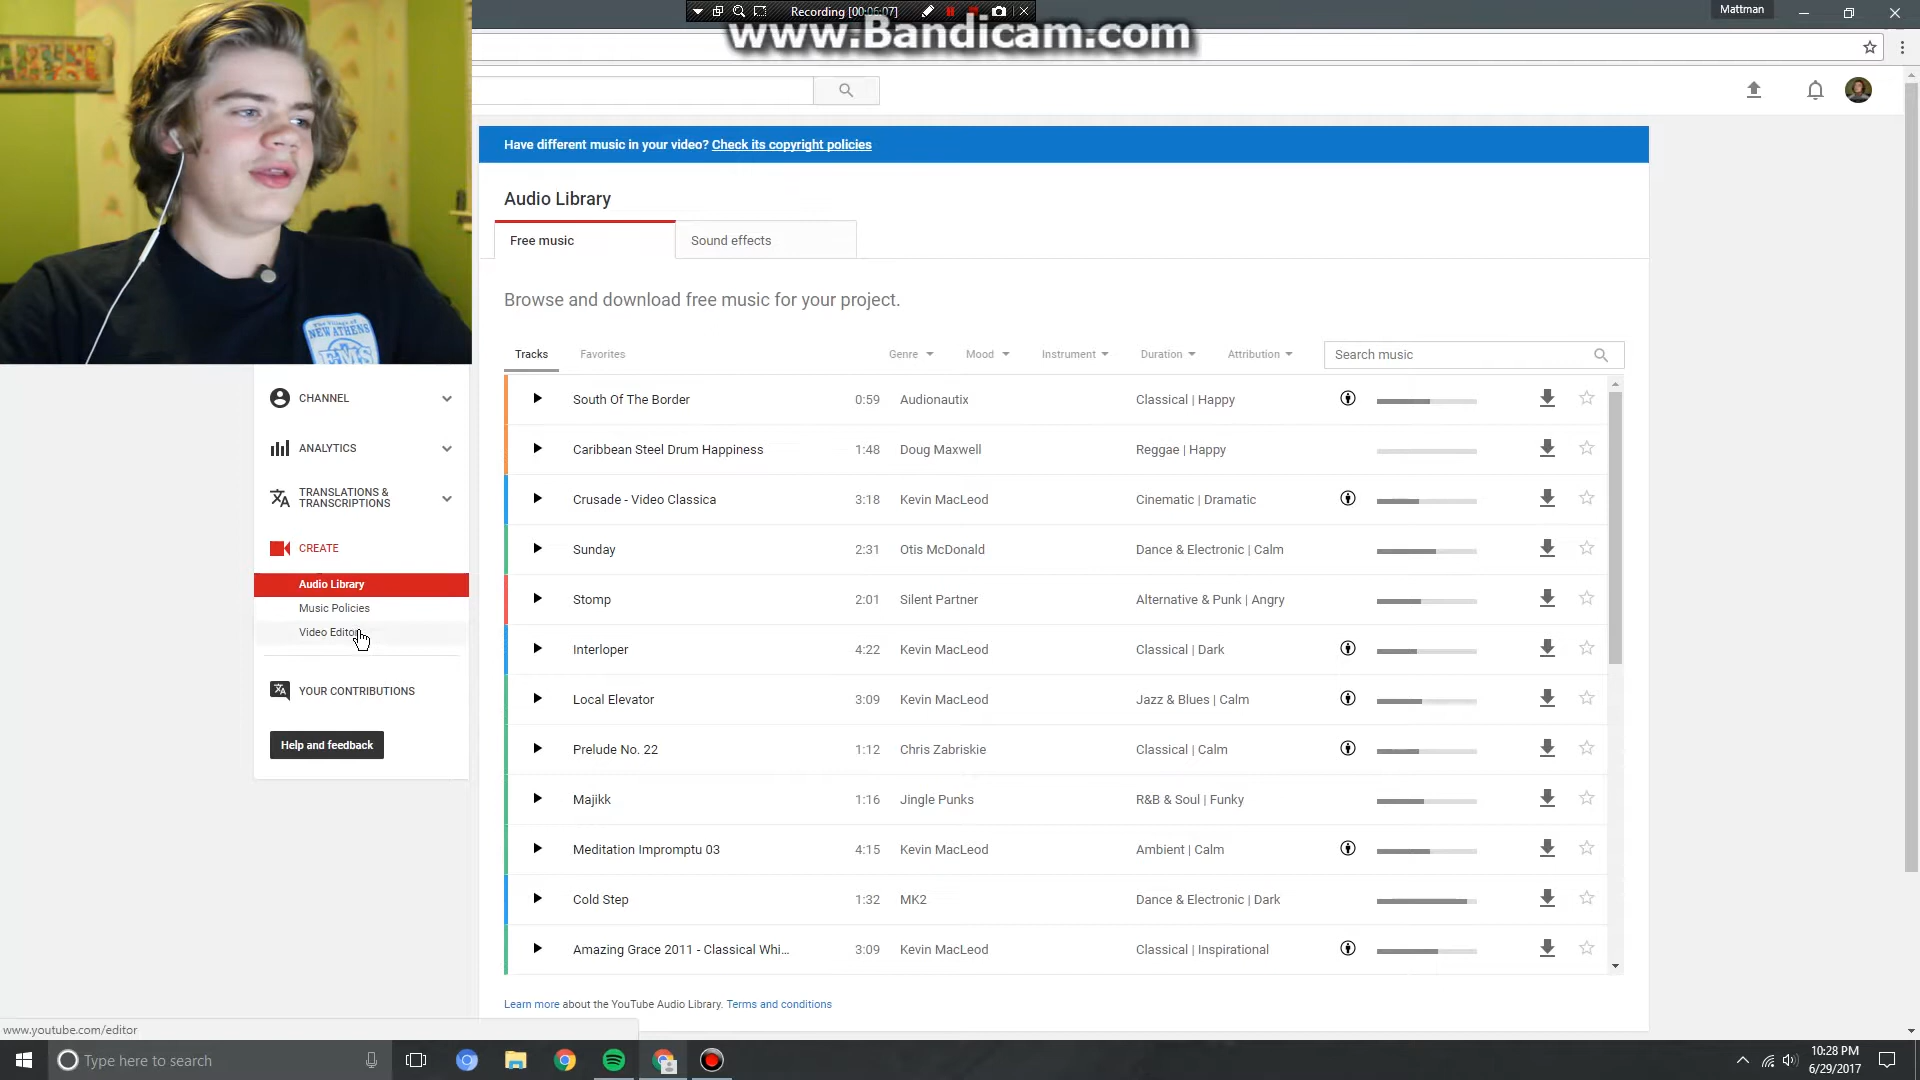 Recording [00:06:07]
Mattman
www.Bandicam.com
Have different music in your video? Check its copyright policies
Audio Library
Free music
Sound effects
Browse and download free music for your project.
Tracks
Favorites
Genre
Mood
Instrument
Duration
Attribution
Search music
South Of The Border 0:59 Audionautix Classical | Happy
Caribbean Steel Drum Happiness 1:48 Doug Maxwell Reggae | Happy
Crusade - Video Classica 3:18 Kevin MacLeod Cinematic | Dramatic
Sunday 2:31 Otis McDonald Dance & Electronic | Calm
Stomp 2:01 Silent Partner Alternative & Punk | Angry
Interloper 4:22 Kevin MacLeod Classical | Dark
Local Elevator 3:09 Kevin MacLeod Jazz & Blues | Calm
Prelude No. 22 1:12 Chris Zabriskie Classical | Calm
Majikk 1:16 Jingle Punks R&B & Soul | Funky
Meditation Impromptu 03 4:15 Kevin MacLeod Ambient | Calm
Cold Step 1:32 MK2 Dance & Electronic | Dark
Amazing Grace 2011 - Classical Whi... 3:09 Kevin MacLeod Classical | Inspirational
Learn more about the YouTube Audio Library. Terms and conditions
The Village of
NEW ATHENS
EMS
CHANNEL
ANALYTICS
TRANSLATIONS &
TRANSCRIPTIONS
CREATE
Audio Library
Music Policies
Video Editor
YOUR CONTRIBUTIONS
Help and feedback
www.youtube.com/editor
Type here to search
10:28 PM
6/29/2017